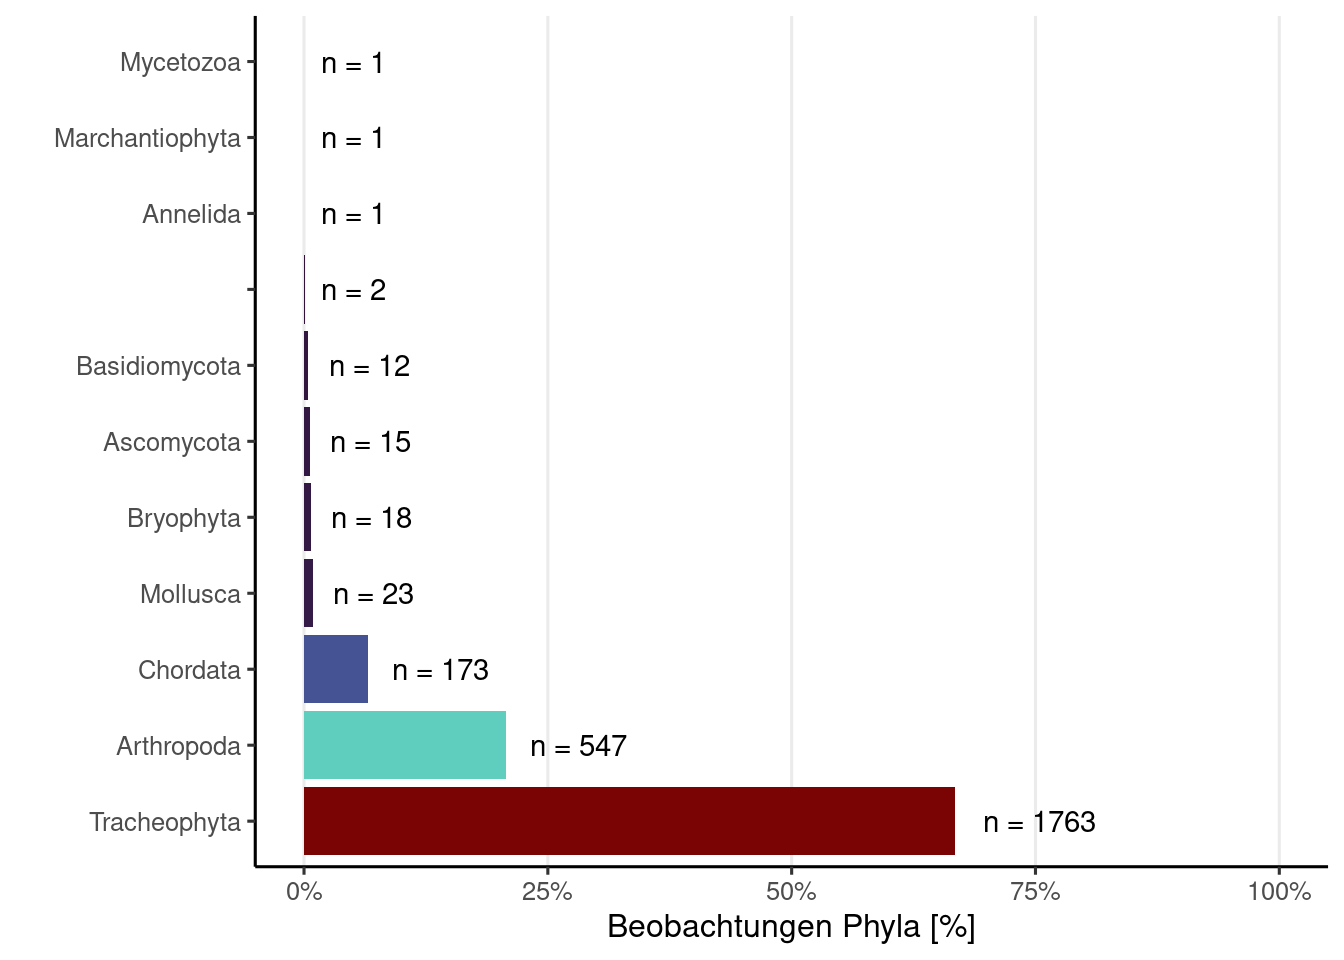 Mycetozoa n = 1
Marchantiophyta n = 1
Annelida n = 1
n = 2
Basidiomycota n = 12
Ascomycota n = 15
Bryophyta n = 18
Mollusca n = 23
Chordata n = 173
Arthropoda n = 547
Tracheophyta n = 1763
0% 25% 50% 75% 100%
Beobachtungen Phyla [%]